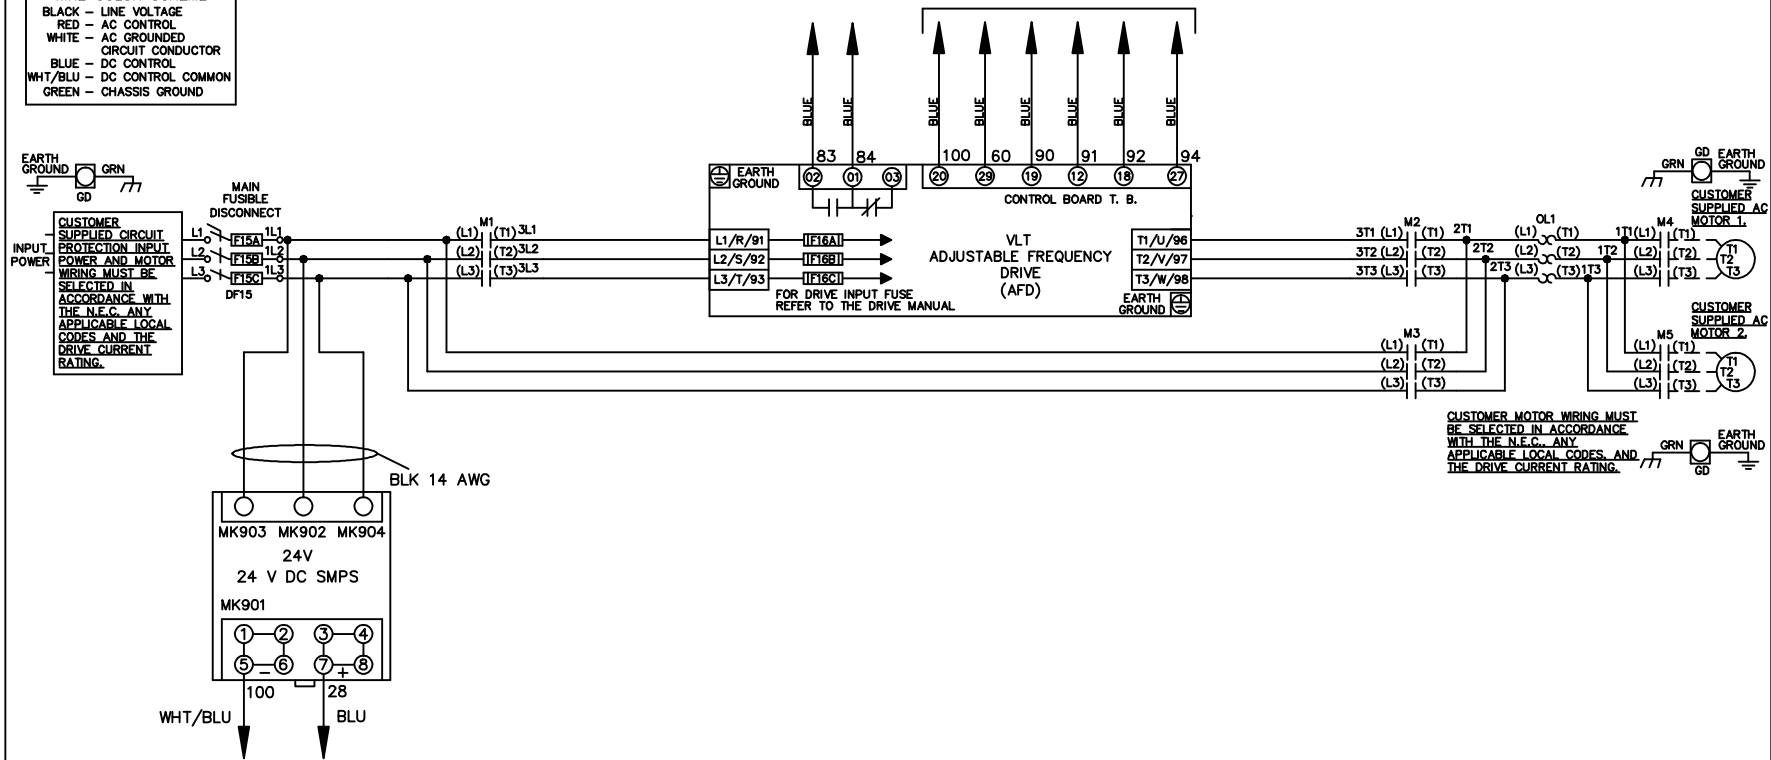 BLACK – LINE VOLTAGE
RED – AC CONTROL
WHITE – AC GROUNDED
CIRCUIT CONDUCTOR
BLUE – DC CONTROL
WHT/BLU – DC CONTROL COMMON
GREEN – CHASSIS GROUND
BLUE BLUE BLUE BLUE BLUE BLUE BLUE BLUE
83 84 100 60 90 91 92 94
EARTH
GROUND
GRN
GD
MAIN
FUSIBLE
DISCONNECT
INPUT
POWER
CUSTOMER
SUPPLIED CIRCUIT
PROTECTION INPUT
POWER AND MOTOR
WIRING MUST BE
SELECTED IN
ACCORDANCE WITH
THE N.E.C. ANY
APPLICABLE LOCAL
CODES AND THE
DRIVE CURRENT
RATING.
L1 F15A 1L1
L2 F15B 1L2
L3 F15C 1L3
DF15
M1
(L1) (T1) 3L1
(L2) (T2) 3L2
(L3) (T3) 3L3
EARTH
GROUND
02 01 03
20 29 19 12 18 27
CONTROL BOARD T. B.
L1/R/91 F16A
L2/S/92 F16B
L3/T/93 F16C
FOR DRIVE INPUT FUSE
REFER TO THE DRIVE MANUAL
VLT
ADJUSTABLE FREQUENCY
DRIVE
(AFD)
T1/U/96
T2/V/97
T3/W/98
EARTH
GROUND
M2
3T1 (L1) (T1) 2T1
3T2 (L2) (T2) 2T2
3T3 (L3) (T3) 2T3
OL1
(L1) (T1) 1T1
(L2) (T2) 1T2
(L3) (T3) 1T3
M4
(L1) (T1)
(L2) (T2)
(L3) (T3)
T1
T2
T3
GRN
GD
EARTH
GROUND
CUSTOMER
SUPPLIED AC
MOTOR 1.
M3
(L1) (T1)
(L2) (T2)
(L3) (T3)
CUSTOMER
SUPPLIED AC
MOTOR 2.
M5
(L1) (T1)
(L2) (T2)
(L3) (T3)
T1
T2
T3
CUSTOMER MOTOR WIRING MUST
BE SELECTED IN ACCORDANCE
WITH THE N.E.C., ANY
APPLICABLE LOCAL CODES, AND
THE DRIVE CURRENT RATING.
GRN
GD
EARTH
GROUND
BLK 14 AWG
MK903 MK902 MK904
24V
24 V DC SMPS
MK901
1 2 3 4
5 – 6 7 + 8
100 28
WHT/BLU BLU